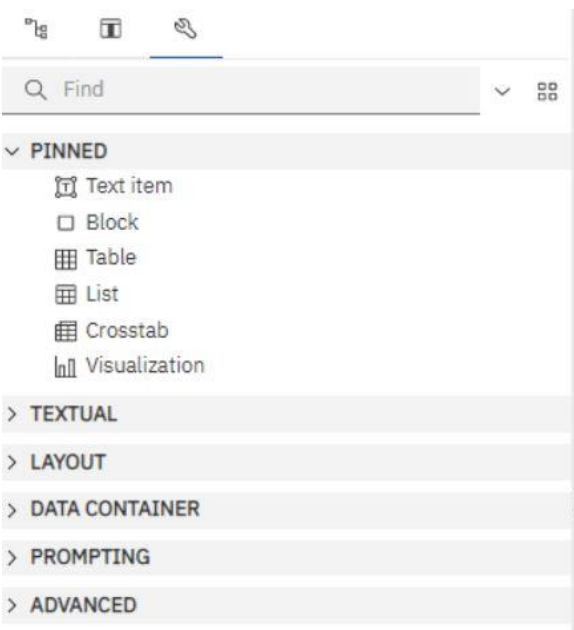 Find
PINNED
Text item
Block
Table
List
Crosstab
Visualization
TEXTUAL
LAYOUT
DATA CONTAINER
PROMPTING
ADVANCED